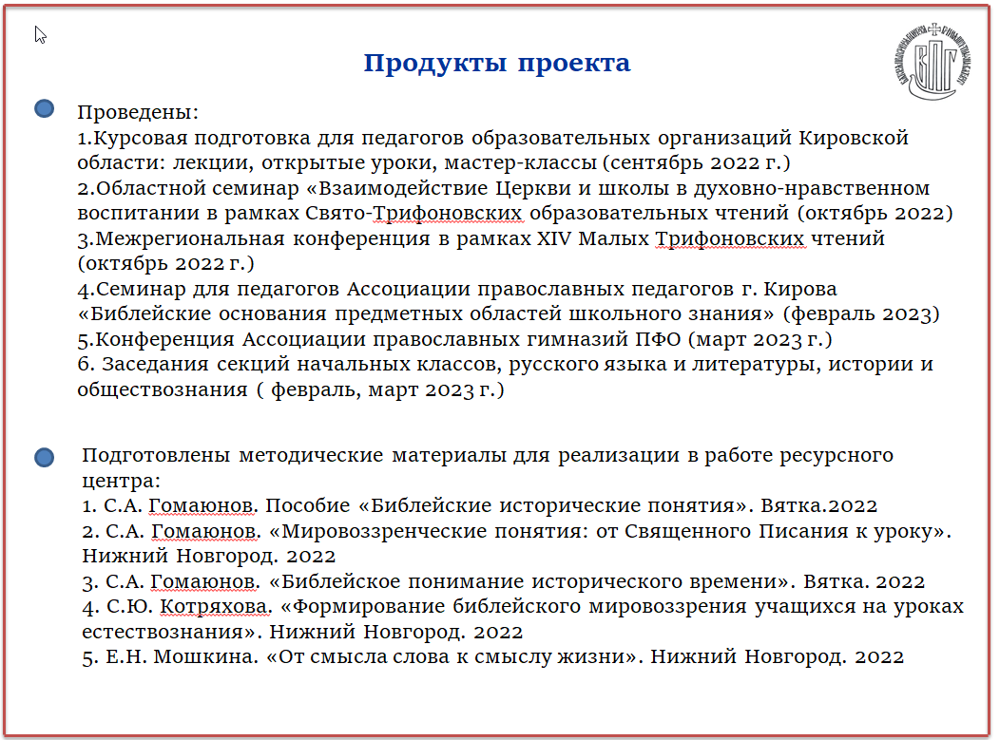 Продукты проекта
ВПГ
Проведены:
1.Курсовая подготовка для педагогов образовательных организаций Кировской
области: лекции, открытые уроки, мастер-классы (сентябрь 2022 г.)
2.Областной семинар «Взаимодействие Церкви и школы в духовно-нравственном
воспитании в рамках Свято-Трифоновских образовательных чтений (октябрь 2022)
3.Межрегиональная конференция в рамках XIV Малых Трифоновских чтений
(октябрь 2022 г.)
4.Семинар для педагогов Ассоциации православных педагогов г. Кирова
«Библейские основания предметных областей школьного знания» (февраль 2023)
5.Конференция Ассоциации православных гимназий ПФО (март 2023 г.)
6. Заседания секций начальных классов, русского языка и литературы, истории и
обществознания ( февраль, март 2023 г.)
Подготовлены методические материалы для реализации в работе ресурсного
центра:
1. С.А. Гомаюнов. Пособие «Библейские исторические понятия». Вятка.2022
2. С.А. Гомаюнов. «Мировоззренческие понятия: от Священного Писания к уроку».
Нижний Новгород. 2022
3. С.А. Гомаюнов. «Библейское понимание исторического времени». Вятка. 2022
4. С.Ю. Котряхова. «Формирование библейского мировоззрения учащихся на уроках
естествознания». Нижний Новгород. 2022
5. Е.Н. Мошкина. «От смысла слова к смыслу жизни». Нижний Новгород. 2022